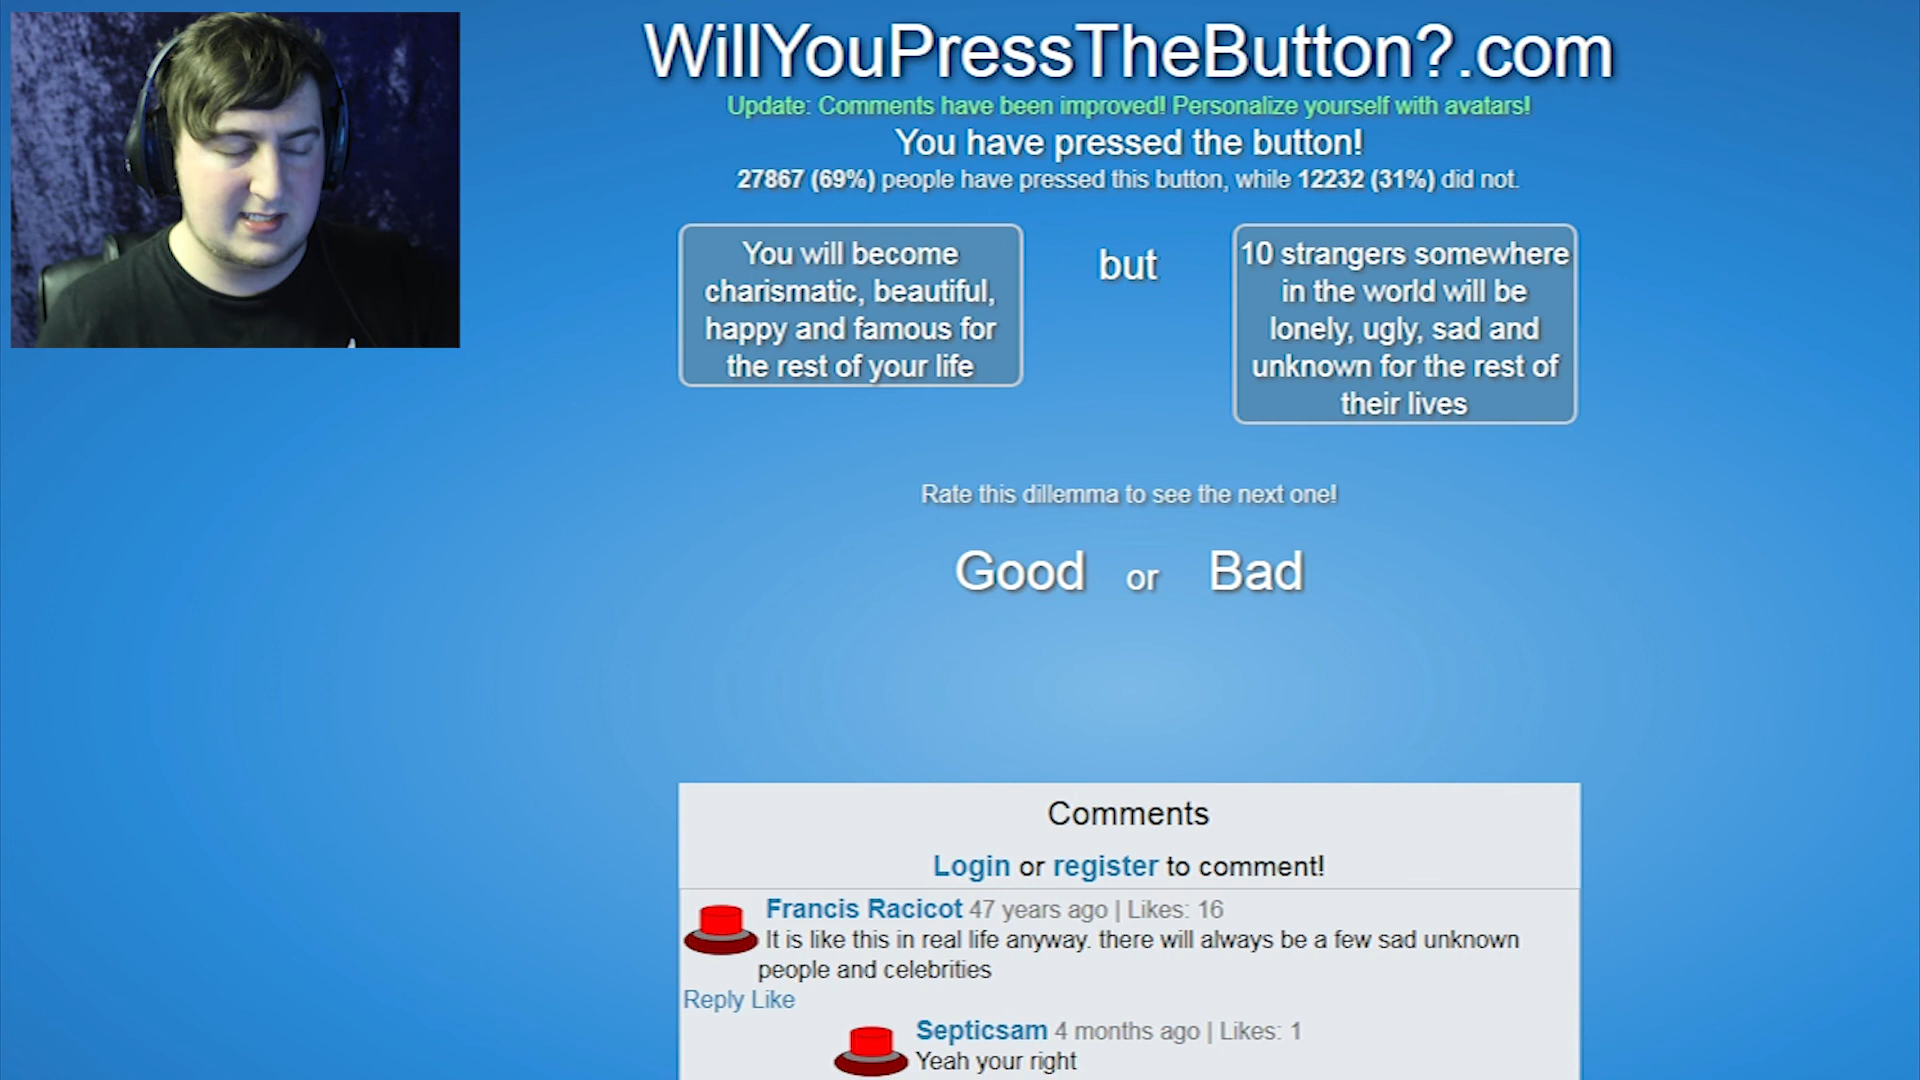 WillYouPressTheButton?.com
Update: Comments have been improved! Personalize yourself with avatars!
You have pressed the button!
27867 (69%) people have pressed this button, while 12232 (31%) did not.
You will become
charismatic, beautiful,
happy and famous for
the rest of your life
but
10 strangers somewhere
in the world will be
lonely, ugly, sad and
unknown for the rest of
their lives
Rate this dillemma to see the next one!
Good or Bad
Comments
Login or register to comment!
Francis Racicot 47 years ago | Likes: 16
It is like this in real life anyway. there will always be a few sad unknown
people and celebrities
Reply Like
Septicsam 4 months ago | Likes: 1
Yeah your right